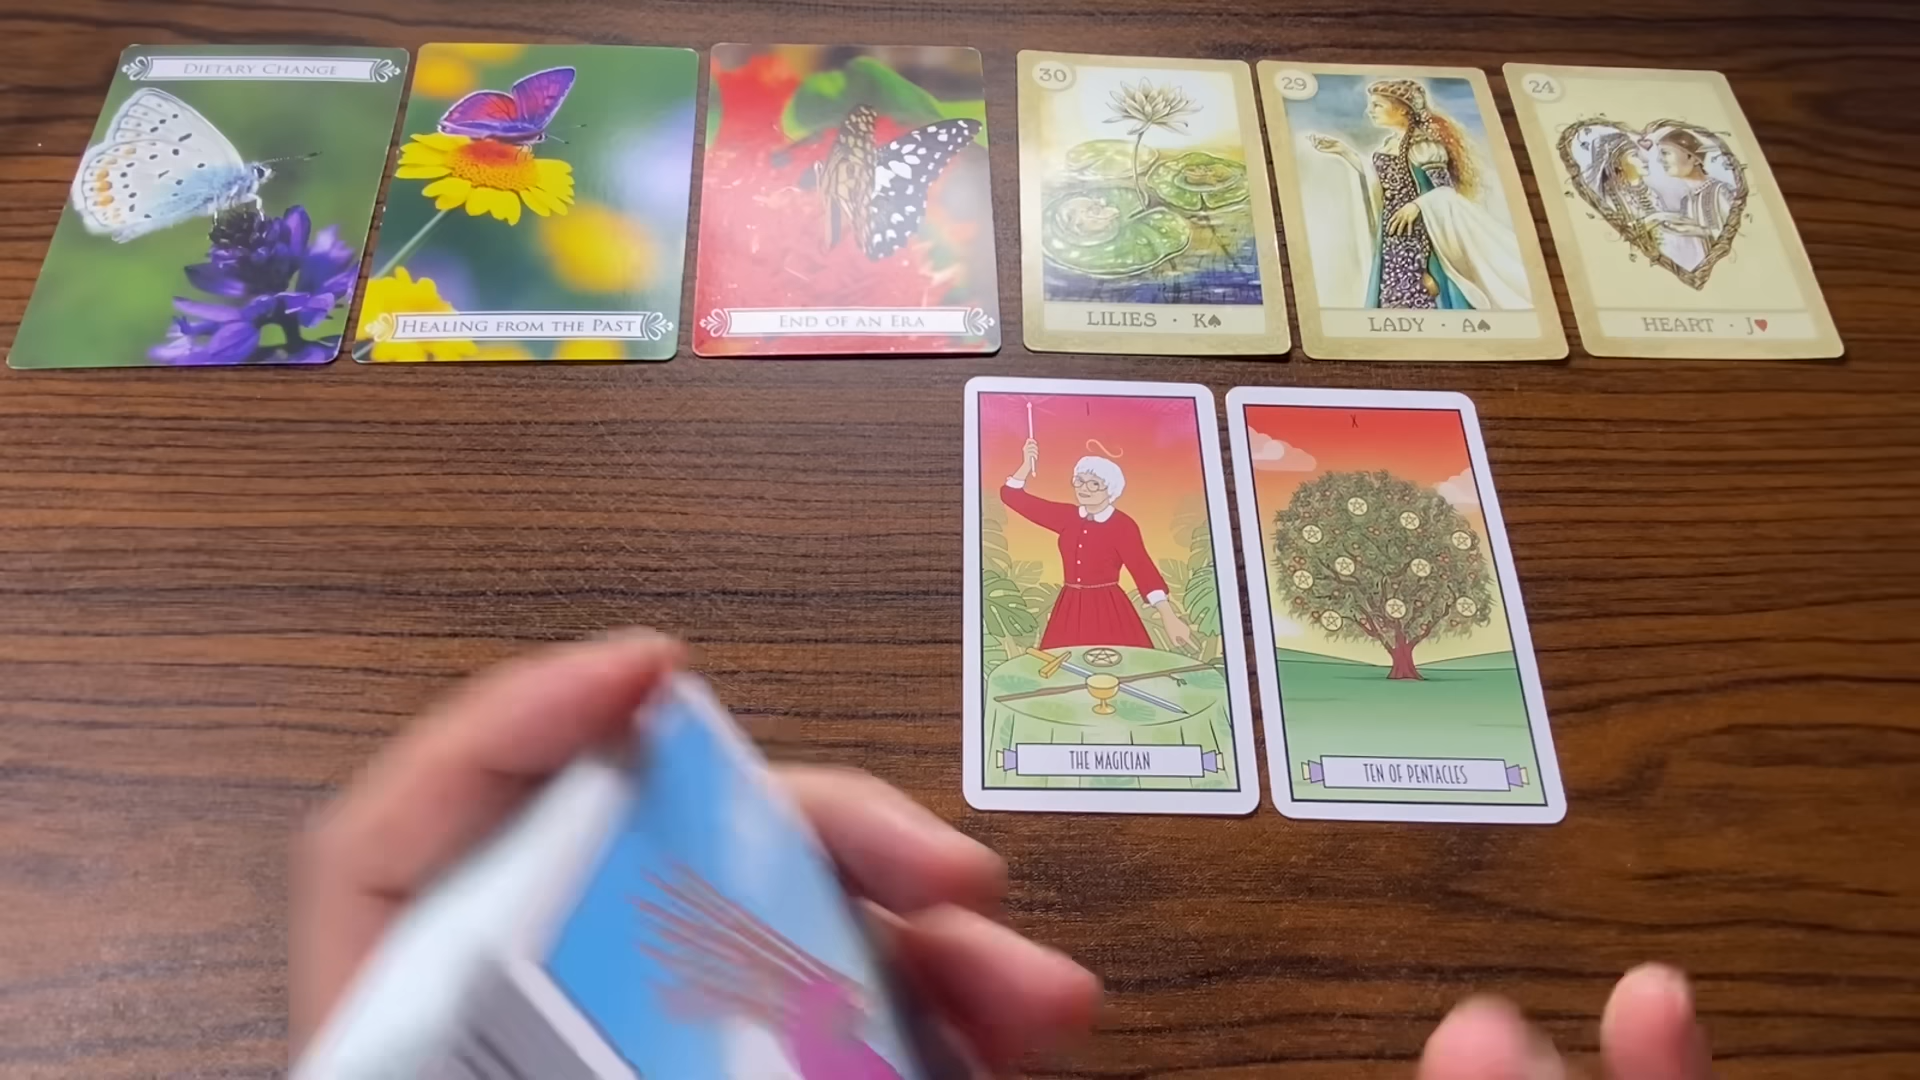 DIETARY CHANGE
HEALING FROM THE PAST
END OF AN ERA
30
LILIES · K♠
29
LADY · A♠
24
HEART · J♥
I
THE MAGICIAN
X
TEN OF PENTACLES